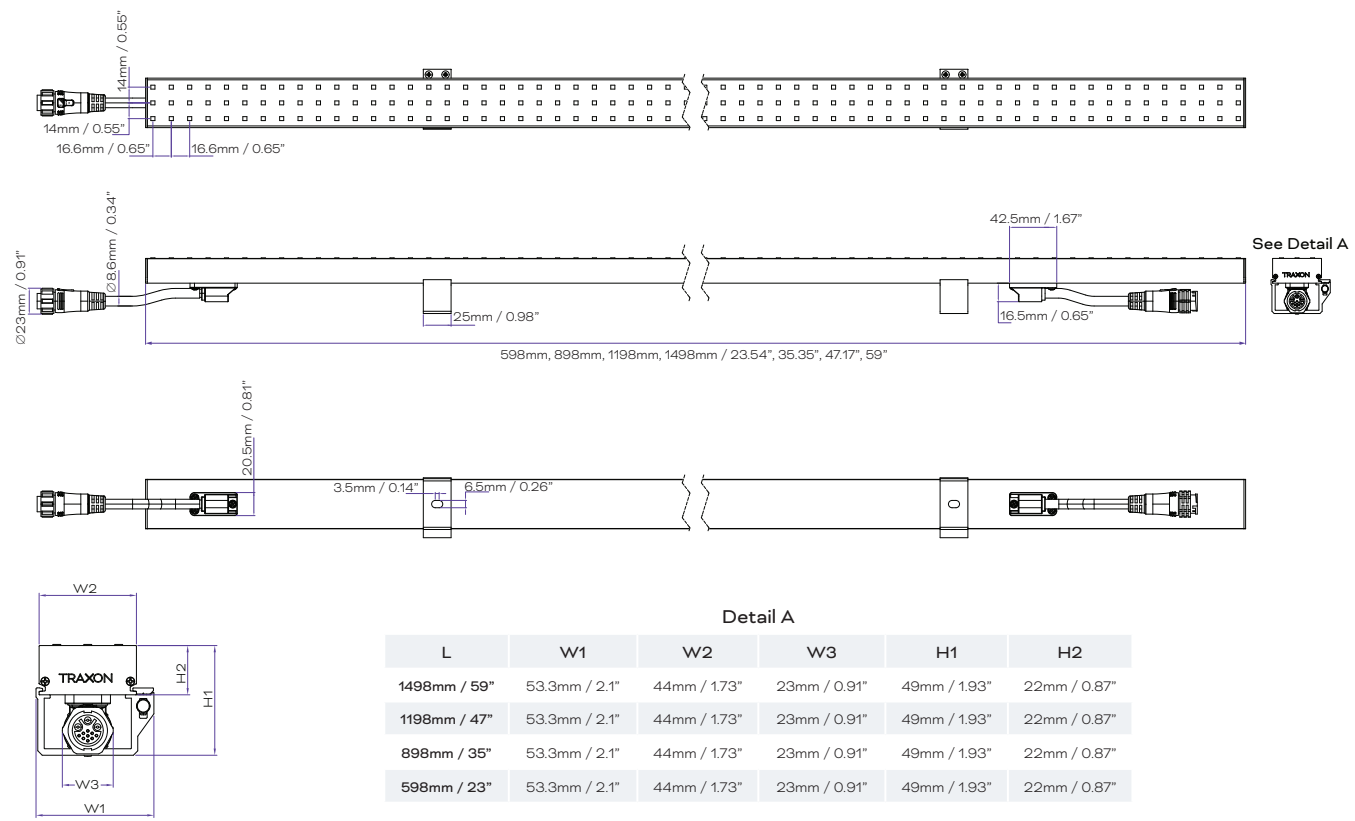 14mm / 0.55”
14mm / 0.55”
16.6mm / 0.65”
16.6mm / 0.65”
Ø23mm / 0.91”
Ø8.6mm / 0.34”
25mm / 0.98”
42.5mm / 1.67”
16.5mm / 0.65”
See Detail A
TRAXON
598mm, 898mm, 1198mm, 1498mm / 23.54”, 35.35”, 47.17”, 59”
20.5mm / 0.81”
3.5mm / 0.14”
6.5mm / 0.26”
W2
TRAXON
H2
H1
W3
W1
Detail A
L W1 W2 W3 H1 H2
1498mm / 59” 53.3mm / 2.1” 44mm / 1.73” 23mm / 0.91” 49mm / 1.93” 22mm / 0.87”
1198mm / 47” 53.3mm / 2.1” 44mm / 1.73” 23mm / 0.91” 49mm / 1.93” 22mm / 0.87”
898mm / 35” 53.3mm / 2.1” 44mm / 1.73” 23mm / 0.91” 49mm / 1.93” 22mm / 0.87”
598mm / 23” 53.3mm / 2.1” 44mm / 1.73” 23mm / 0.91” 49mm / 1.93” 22mm / 0.87”